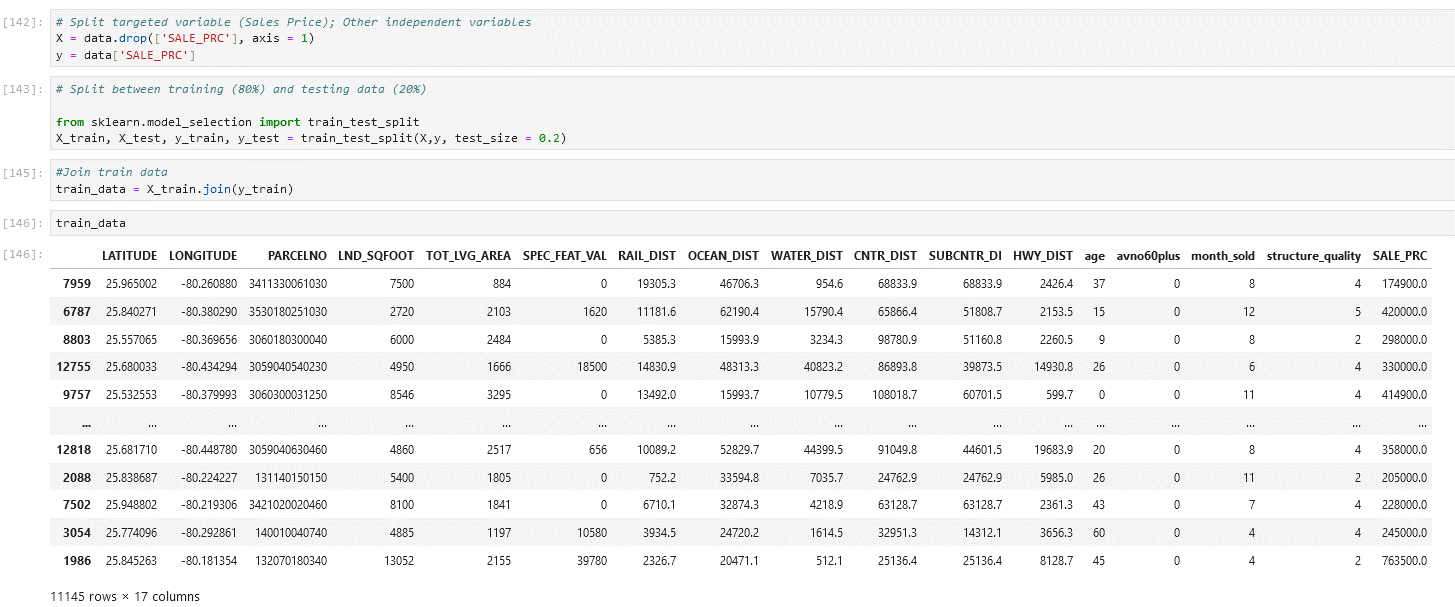 [142]: # Split targeted variable (Sales Price); Other independent variables
X = data.drop(['SALE_PRC'], axis = 1)
y = data['SALE_PRC']
[143]: # Split between training (80%) and testing data (20%)
from sklearn.model_selection import train_test_split
X_train, X_test, y_train, y_test = train_test_split(X,y, test_size = 0.2)
[145]: #Join train data
train_data = X_train.join(y_train)
[146]: train_data
[146]: LATITUDE LONGITUDE PARCELNO LND_SQFOOT TOT_LVG_AREA SPEC_FEAT_VAL RAIL_DIST OCEAN_DIST WATER_DIST CNTR_DIST SUBCNTR_DI HWY_DIST age avno60plus month_sold structure_quality SALE_PRC
7959 25.965002 -80.260880 3411330061030 7500 884 0 19305.3 46706.3 954.6 68833.9 68833.9 2426.4 37 0 8 4 174900.0
6787 25.840271 -80.380290 3530180251030 2720 2103 1620 11181.6 62190.4 15790.4 65866.4 51808.7 2153.5 15 0 12 5 420000.0
8803 25.557065 -80.369656 3060180300040 6000 2484 0 5385.3 15993.9 3234.3 98780.9 51160.8 2260.5 9 0 8 2 298000.0
12755 25.680033 -80.434294 3059040540230 4950 1666 18500 14830.9 48313.3 40823.2 86893.8 39873.5 14930.8 26 0 6 4 330000.0
9757 25.532553 -80.379993 3060300031250 8546 3295 0 13492.0 15993.7 10779.5 108018.7 60701.5 599.7 0 0 11 4 414900.0
... ... ... ... ... ... ... ... ... ... ... ... ... ... ... ... ... ...
12818 25.681710 -80.448780 3059040630460 4860 2517 656 10089.2 52829.7 44399.5 91049.8 44601.5 19683.9 20 0 8 4 358000.0
2088 25.838687 -80.224227 131140150150 5400 1805 0 752.2 33594.8 7035.7 24762.9 24762.9 5985.0 26 0 11 2 205000.0
7502 25.948802 -80.219306 3421020020460 8100 1841 0 6710.1 32874.3 4218.9 63128.7 63128.7 2361.3 43 0 7 4 228000.0
3054 25.774096 -80.292861 140010040740 4885 1197 10580 3934.5 24720.2 1614.5 32951.3 14312.1 3656.3 60 0 4 4 245000.0
1986 25.845263 -80.181354 132070180340 13052 2155 39780 2326.7 20471.1 512.1 25136.4 25136.4 8128.7 45 0 4 2 763500.0
11145 rows × 17 columns